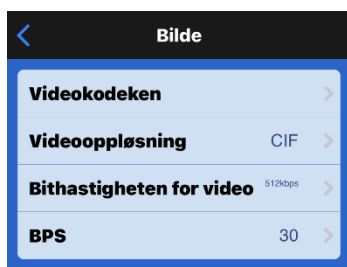 Bilde
Videokodeken
Videooppløsning CIF
Bithastigheten for video 512kbps
BPS 30